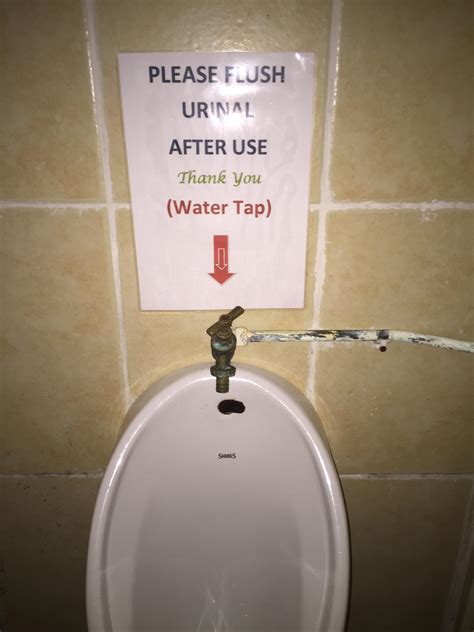 PLEASE FLUSH
URINAL
AFTER USE
Thank You
(Water Tap)
SHIRES